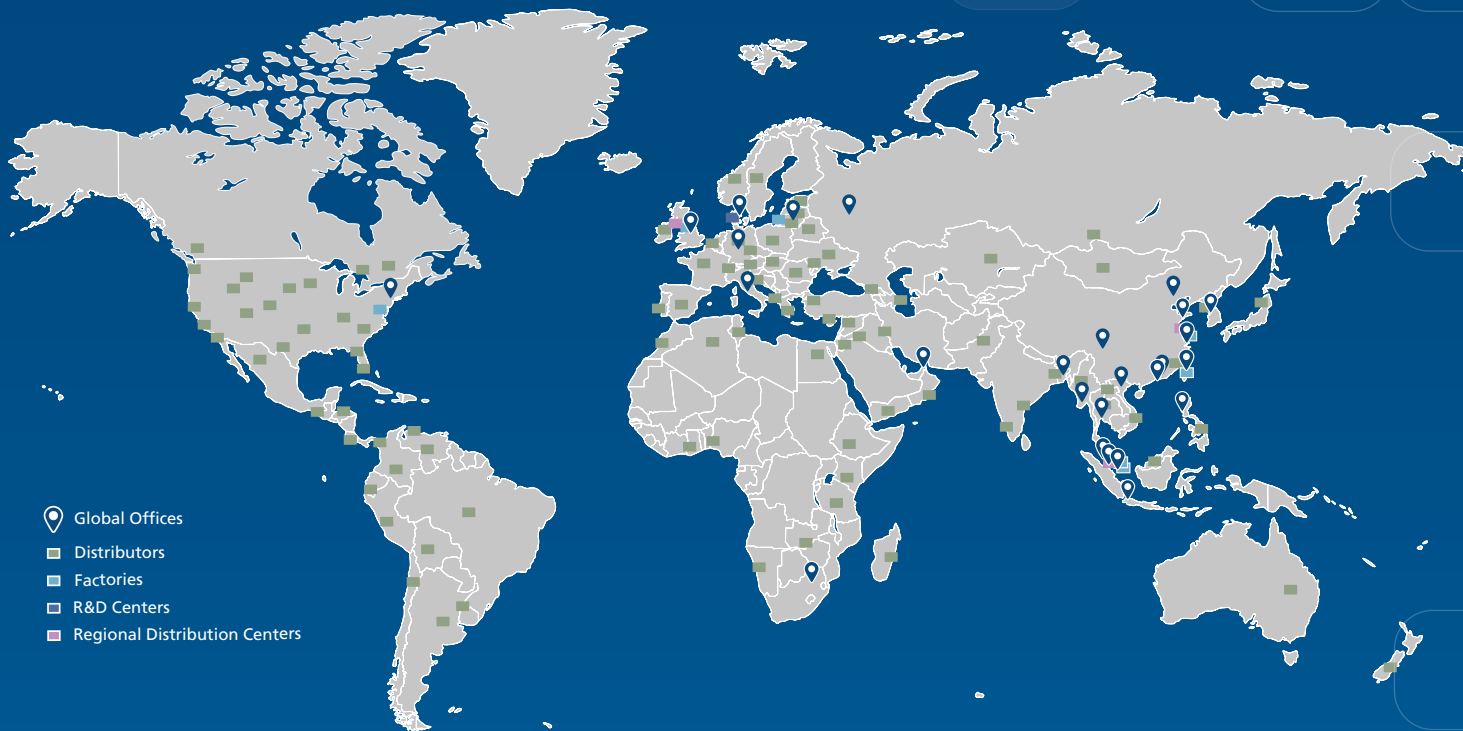 Global Offices
Distributors
Factories
R&D Centers
Regional Distribution Centers